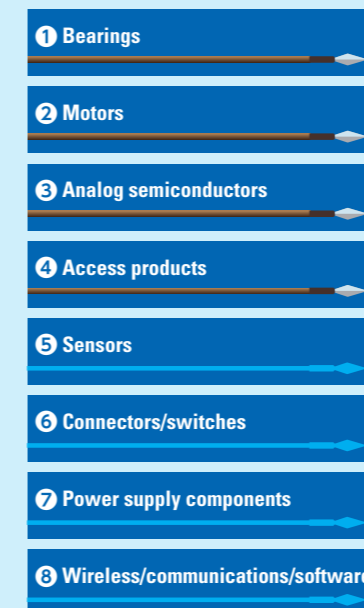 ❶ Bearings
❷ Motors
❸ Analog semiconductors
❹ Access products
❺ Sensors
❻ Connectors/switches
❼ Power supply components
❽ Wireless/communications/software